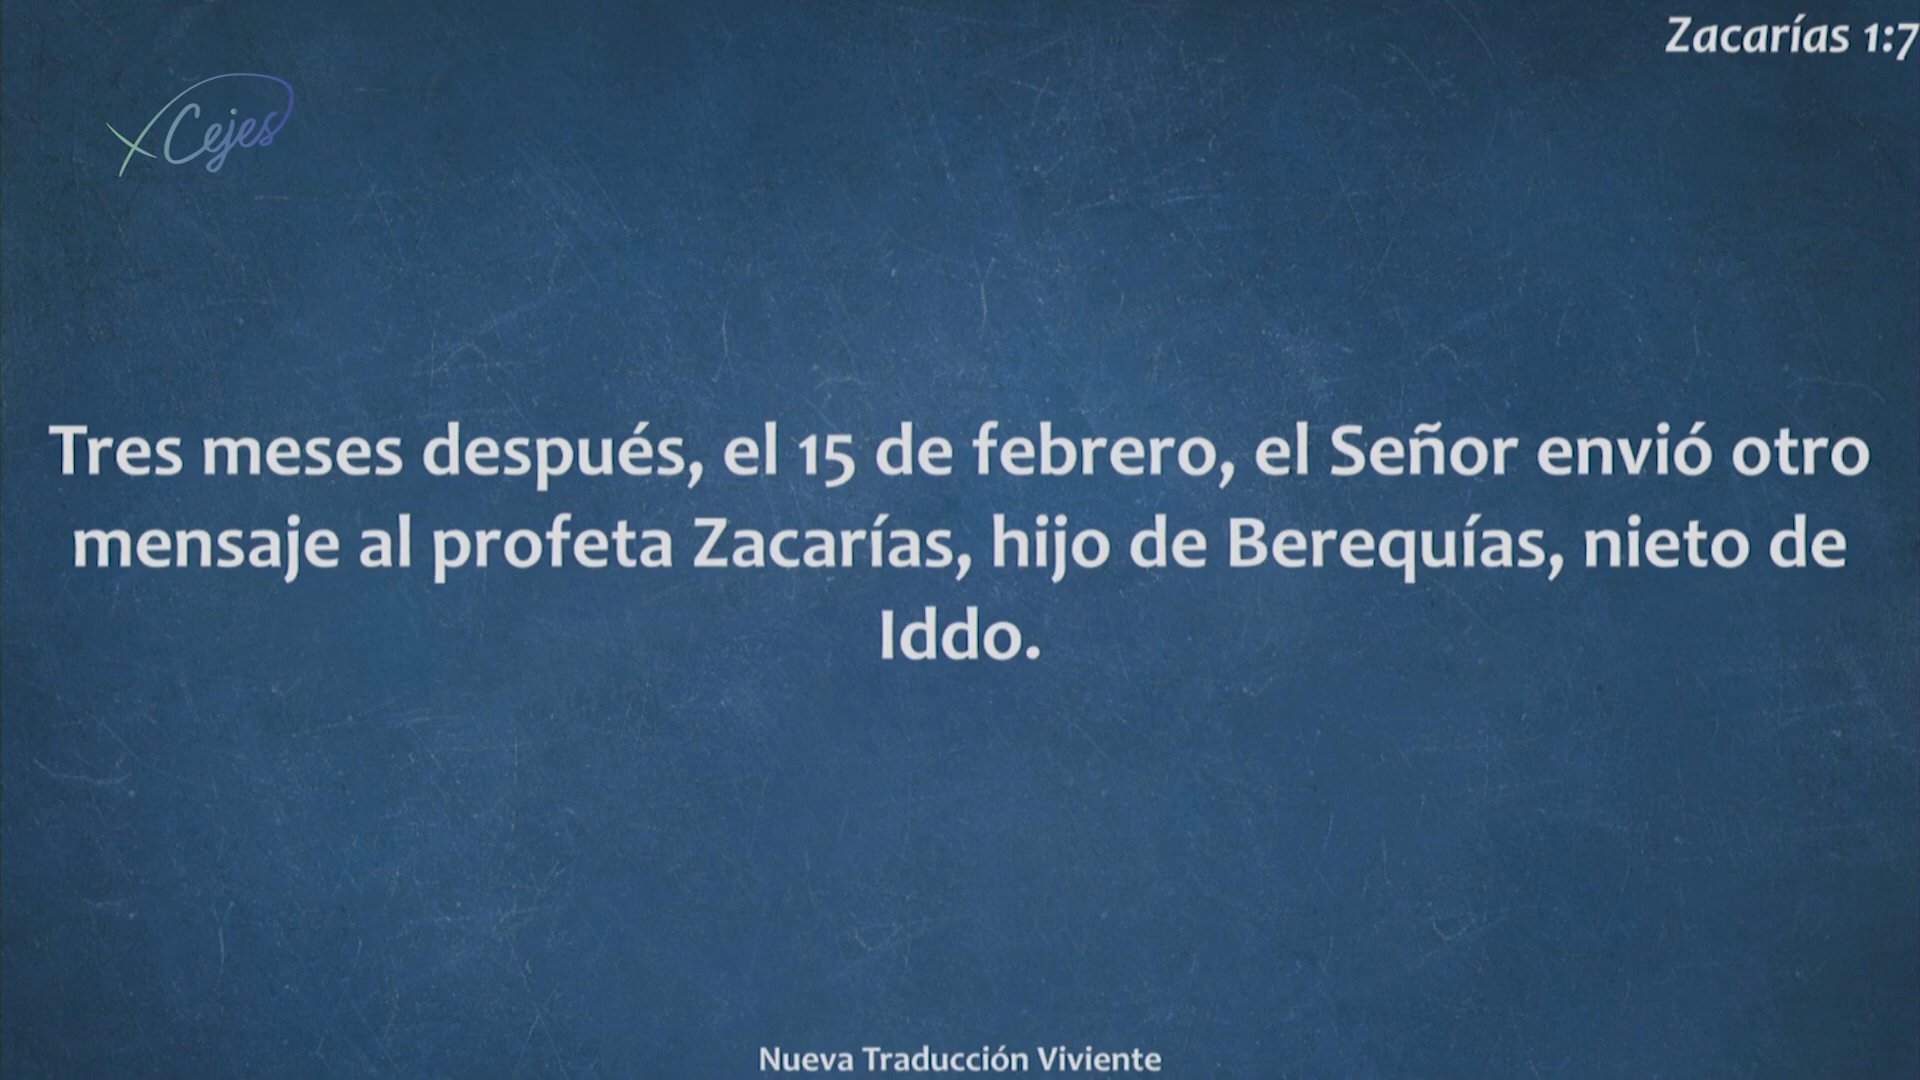 Zacarías 1:7
Cejes
Tres meses después, el 15 de febrero, el Señor envió otro
mensaje al profeta Zacarías, hijo de Berequías, nieto de
Iddo.
Nueva Traducción Viviente